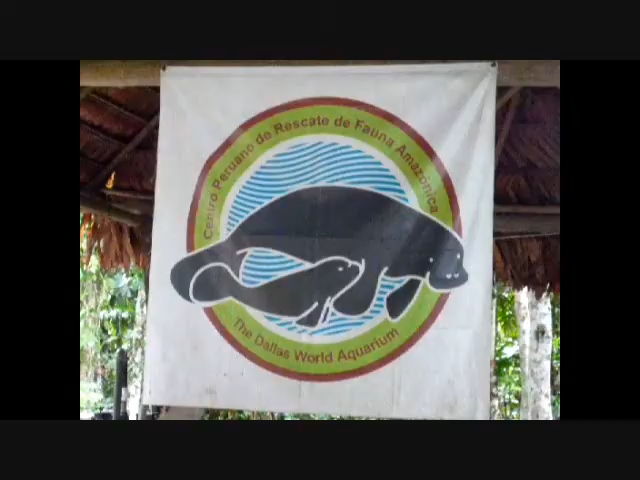 Centro Peruano de Rescate de Fauna Amazonica
The Dallas World Aquarium